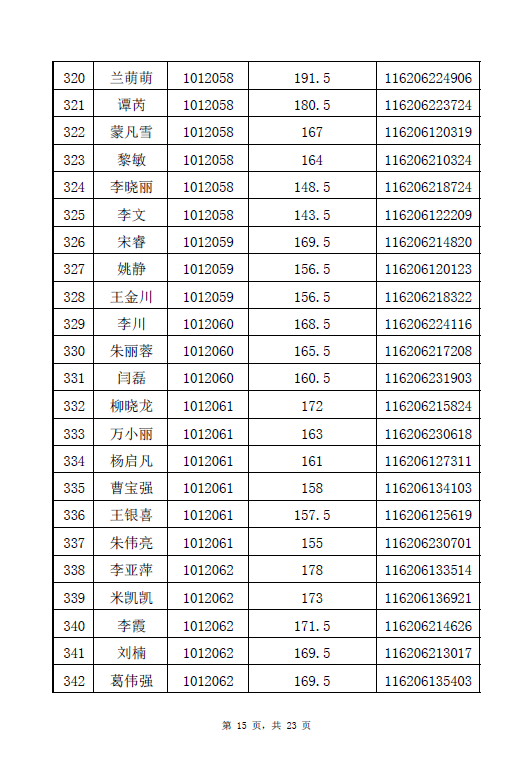 320 兰萌萌 1012058 191.5 116206224906
321 谭芮 1012058 180.5 116206223724
322 蒙凡雪 1012058 167 116206120319
323 黎敏 1012058 164 116206210324
324 李晓丽 1012058 148.5 116206218724
325 李文 1012058 143.5 116206122209
326 宋睿 1012059 169.5 116206214820
327 姚静 1012059 156.5 116206120123
328 王金川 1012059 156.5 116206218322
329 李川 1012060 168.5 116206224116
330 朱丽蓉 1012060 165.5 116206217208
331 闫磊 1012060 160.5 116206231903
332 柳晓龙 1012061 172 116206215824
333 万小丽 1012061 163 116206230618
334 杨启凡 1012061 161 116206127311
335 曹宝强 1012061 158 116206134103
336 王银喜 1012061 157.5 116206125619
337 朱伟亮 1012061 155 116206230701
338 李亚萍 1012062 178 116206133514
339 米凯凯 1012062 173 116206136921
340 李霞 1012062 171.5 116206214626
341 刘楠 1012062 169.5 116206213017
342 葛伟强 1012062 169.5 116206135403
第 15 页，共 23 页